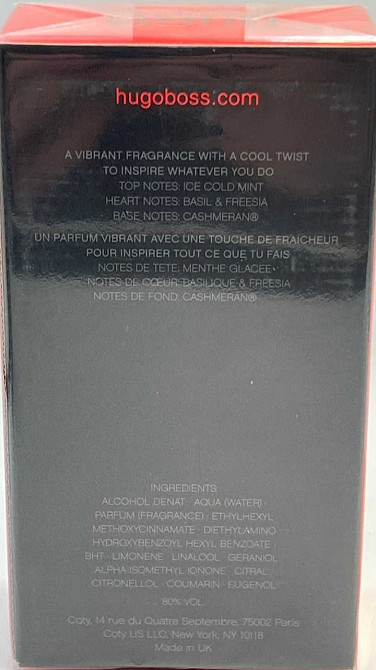 hugoboss.com
A VIBRANT FRAGRANCE WITH A COOL TWIST
TO INSPIRE WHATEVER YOU DO
TOP NOTES: ICE COLD MINT
HEART NOTES: BASIL & FREESIA
BASE NOTES: CASHMERAN®
UN PARFUM VIBRANT AVEC UNE TOUCHE DE FRAICHEUR
POUR INSPIRER TOUT CE QUE TU FAIS
NOTES DE TETE: MENTHE GLACEE
NOTES DE CŒUR: BASILIQUE & FREESIA
NOTES DE FOND: CASHMERAN®
INGREDIENTS:
ALCOHOL DENAT · AQUA (WATER) ·
PARFUM (FRAGRANCE) · ETHYLHEXYL
METHOXYCINNAMATE · DIETHYLAMINO
HYDROXYBENZOYL HEXYL BENZOATE ·
BHT · LIMONENE · LINALOOL · GERANIOL
ALPHA ISOMETHYL IONONE · CITRAL ·
CITRONELLOL · COUMARIN · EUGENOL
80% VOL.
Coty, 14 rue du Quatre Septembre, 75002 Paris
Coty US LLC, New York, NY 10118
Made in UK